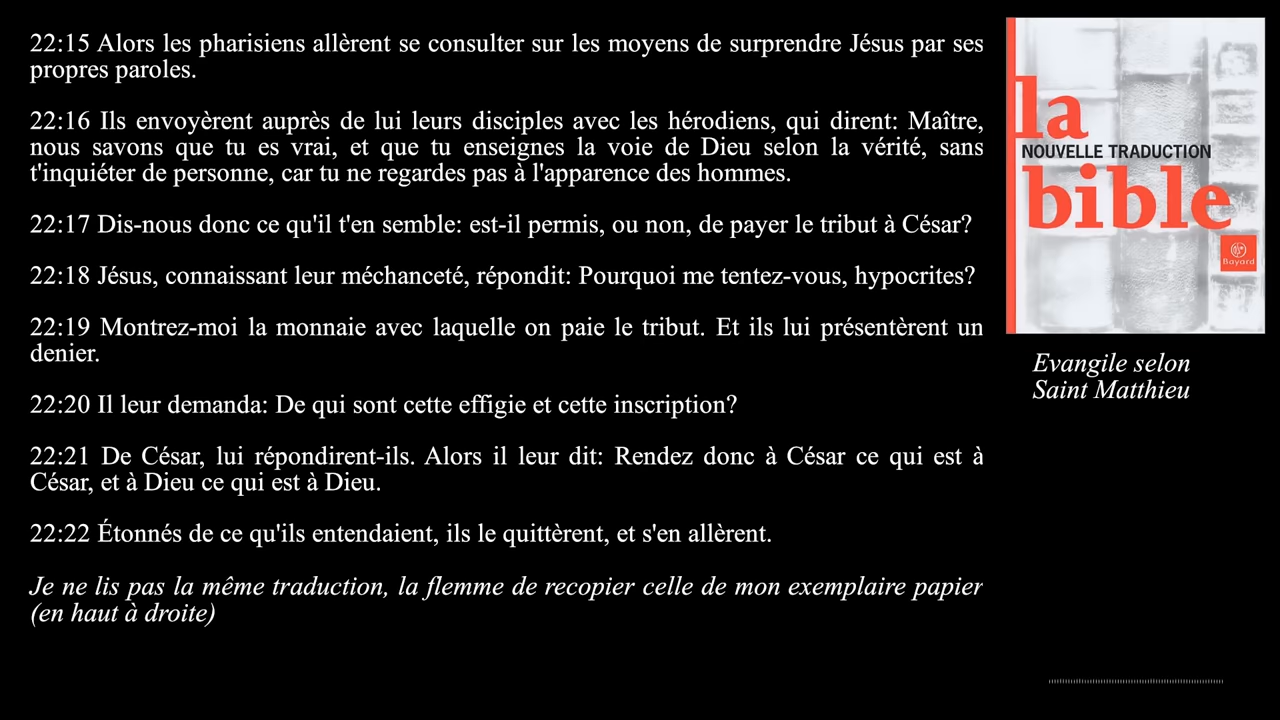 22:15 Alors les pharisiens allèrent se consulter sur les moyens de surprendre Jésus par ses
propres paroles.
22:16 Ils envoyèrent auprès de lui leurs disciples avec les hérodiens, qui dirent: Maître,
nous savons que tu es vrai, et que tu enseignes la voie de Dieu selon la vérité, sans
t'inquiéter de personne, car tu ne regardes pas à l'apparence des hommes.
22:17 Dis-nous donc ce qu'il t'en semble: est-il permis, ou non, de payer le tribut à César?
22:18 Jésus, connaissant leur méchanceté, répondit: Pourquoi me tentez-vous, hypocrites?
22:19 Montrez-moi la monnaie avec laquelle on paie le tribut. Et ils lui présentèrent un
denier.
22:20 Il leur demanda: De qui sont cette effigie et cette inscription?
22:21 De César, lui répondirent-ils. Alors il leur dit: Rendez donc à César ce qui est à
César, et à Dieu ce qui est à Dieu.
22:22 Étonnés de ce qu'ils entendaient, ils le quittèrent, et s'en allèrent.
Je ne lis pas la même traduction, la flemme de recopier celle de mon exemplaire papier
(en haut à droite)
la
NOUVELLE TRADUCTION
bible
Bayard
Evangile selon
Saint Matthieu